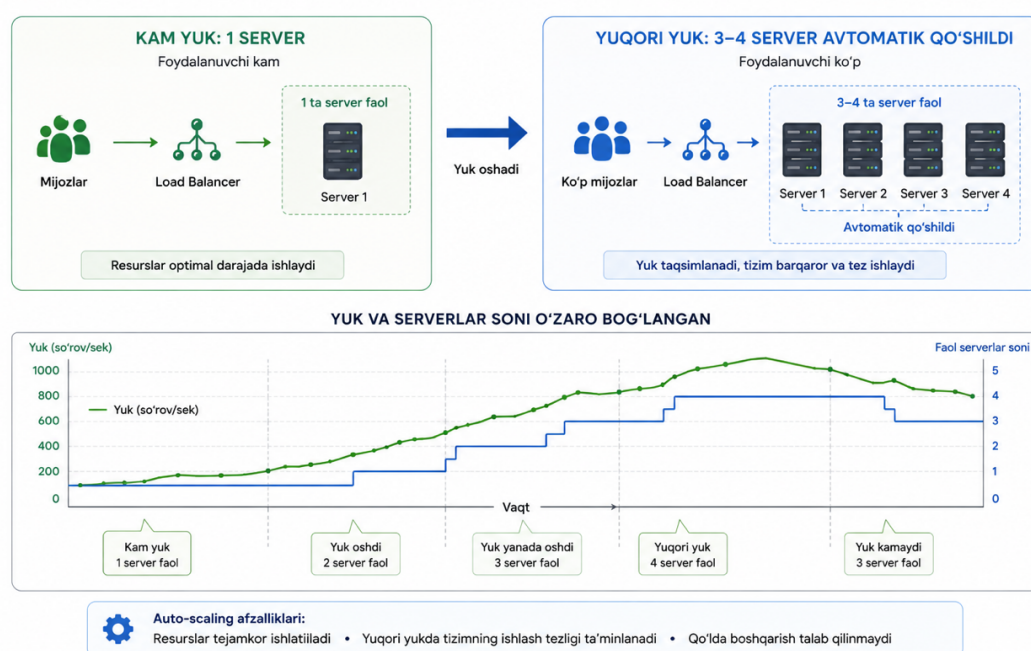 KAM YUK: 1 SERVER
Foydalanuvchi kam
1 ta server faol
Mijozlar
Load Balancer
Server 1
Resurslar optimal darajada ishlaydi
Yuk oshadi
YUQORI YUK: 3–4 SERVER AVTOMATIK QO‘SHILDI
Foydalanuvchi ko‘p
3–4 ta server faol
Ko‘p mijozlar
Load Balancer
Server 1
Server 2
Server 3
Server 4
Avtomatik qo‘shildi
Yuk taqsimlanadi, tizim barqaror va tez ishlaydi
YUK VA SERVERLAR SONI O‘ZARO BOG‘LANGAN
Yuk (so‘rov/sek)
Faol serverlar soni
1000
800
600
400
200
0
Yuk (so‘rov/sek)
5
4
3
2
1
0
Vaqt
Kam yuk
1 server faol
Yuk oshdi
2 server faol
Yuk yanada oshdi
3 server faol
Yuqori yuk
4 server faol
Yuk kamaydi
3 server faol
Auto-scaling afzalliklari:
Resurslar tejamkor ishlatiiladi • Yuqori yukda tizimning ishlash tezligi ta’minlanadi • Qo‘lda boshqarish talab qilinmaydi